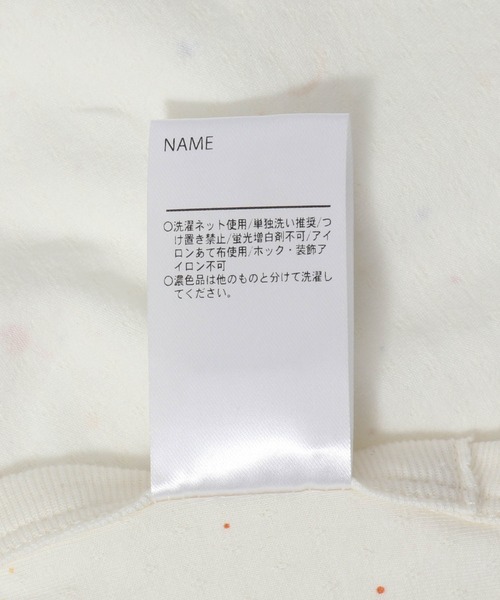 NAME
○洗濯ネット使用/単独洗い推奨/つ
け置き禁止/蛍光増白剤不可/アイ
ロンあて布使用/ホック・装飾ア
イロン不可
○濃色品は他のものと分けて洗濯し
てください。